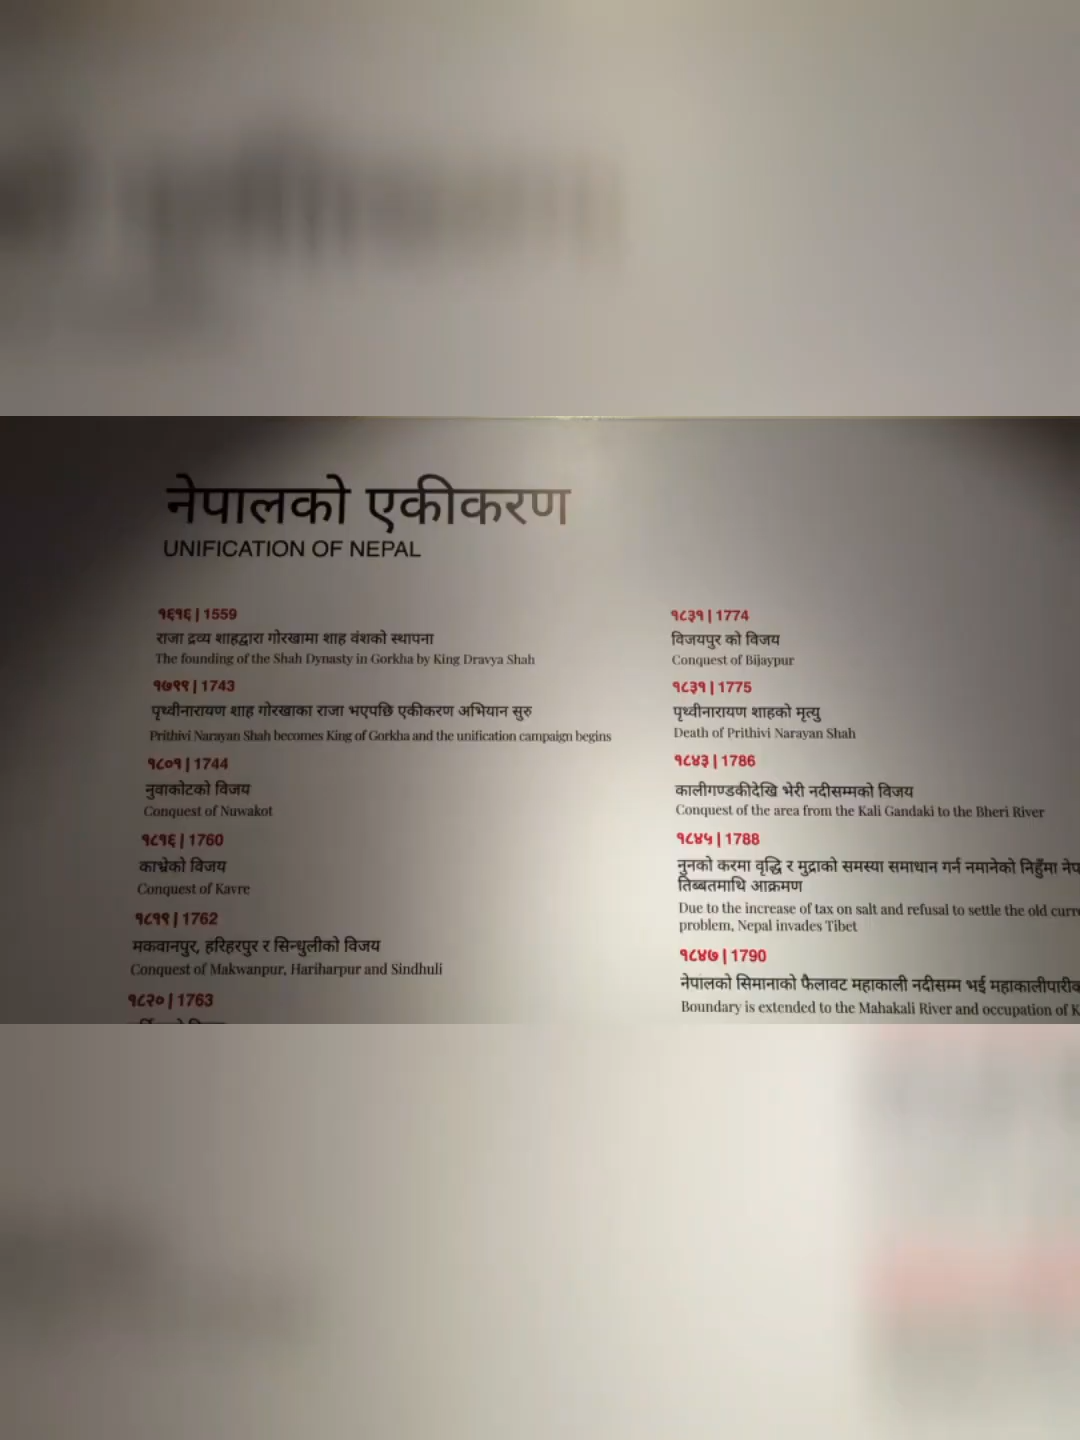 नेपालको एकीकरण
UNIFICATION OF NEPAL
१६१६ | 1559
राजा द्रव्य शाहद्वारा गोरखामा शाह वंशको स्थापना
The founding of the Shah Dynasty in Gorkha by King Dravya Shah
१७९९ | 1743
पृथ्वीनारायण शाह गोरखाका राजा भएपछि एकीकरण अभियान सुरु
Prithivi Narayan Shah becomes King of Gorkha and the unification campaign begins
१८०१ | 1744
नुवाकोटको विजय
Conquest of Nuwakot
१८१६ | 1760
काभ्रेको विजय
Conquest of Kavre
१८१९ | 1762
मकवानपुर, हरिहरपुर र सिन्धुलीको विजय
Conquest of Makwanpur, Hariharpur and Sindhuli
१८२० | 1763
१८३१ | 1774
विजयपुर को विजय
Conquest of Bijaypur
१८३१ | 1775
पृथ्वीनारायण शाहको मृत्यु
Death of Prithivi Narayan Shah
१८४३ | 1786
कालीगण्डकीदेखि भेरी नदीसम्मको विजय
Conquest of the area from the Kali Gandaki to the Bheri River
१८४५ | 1788
नुनको करमा वृद्धि र मुद्राको समस्या समाधान गर्न नमानेको निहुँमा
तिब्बतमाथि आक्रमण
Due to the increase of tax on salt and refusal to settle the old
problem, Nepal invades Tibet
१८४७ | 1790
नेपालको सिमानाको फैलावट महाकाली नदीसम्म भई
Boundary is extended to the Mahakali River and occupation of